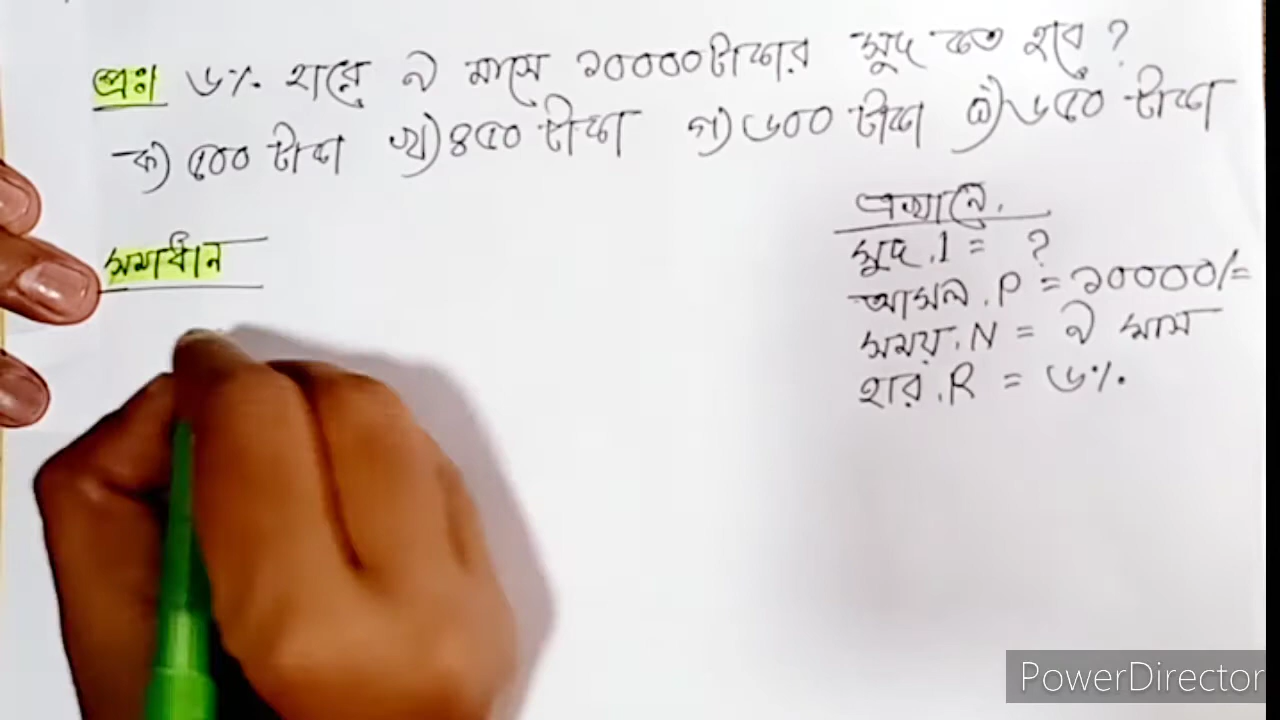 প্রশ্নঃ ৬% হারে ৯ মাসে ১০০০০ টাকার সুদ কত হবে ?
ক) ৫০০ টাকা খ) ৪৫০ টাকা গ) ৬০০ টাকা ঘ) ৬৫০ টাকা
এখানে,
সুদ, I = ?
সমাধান
আসল, P = ১০০০০/=
সময়, N = ৯ মাস
হার, R = ৬%
PowerDirector